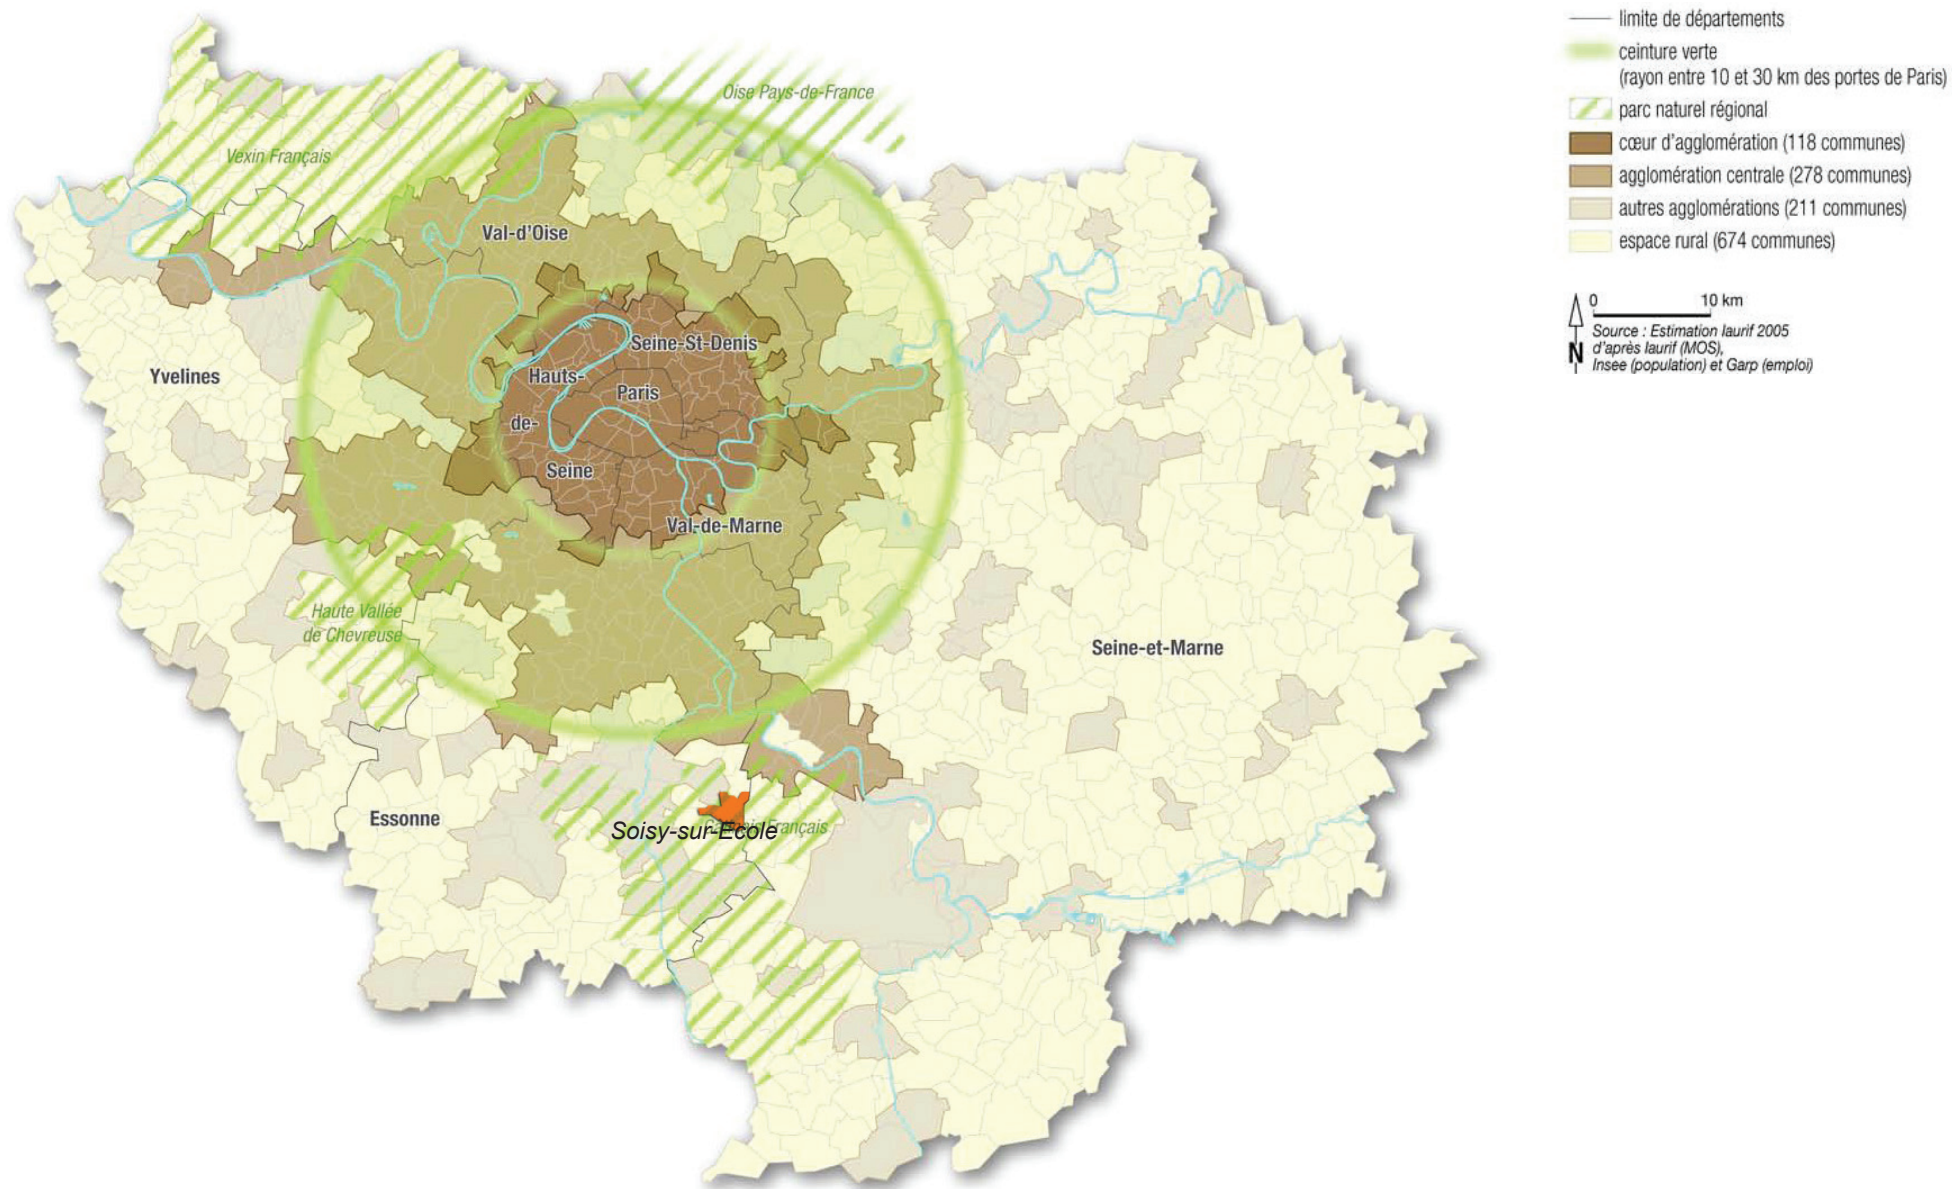 limite de départements
ceinture verte
(rayon entre 10 et 30 km des portes de Paris)
parc naturel régional
cœur d'agglomération (118 communes)
agglomération centrale (278 communes)
autres agglomérations (211 communes)
espace rural (674 communes)
0 10 km
N
Source : Estimation Iaurif 2005
d'après Iaurif (MOS),
Insee (population) et Garp (emploi)
Oise Pays-de-France
Vexin Français
Val-d'Oise
Seine-St-Denis
Yvelines
Hauts-
Paris
de-
Seine
Val-de-Marne
Haute Vallée
de Chevreuse
Seine-et-Marne
Essonne
Soisy-sur-Ecole
Français